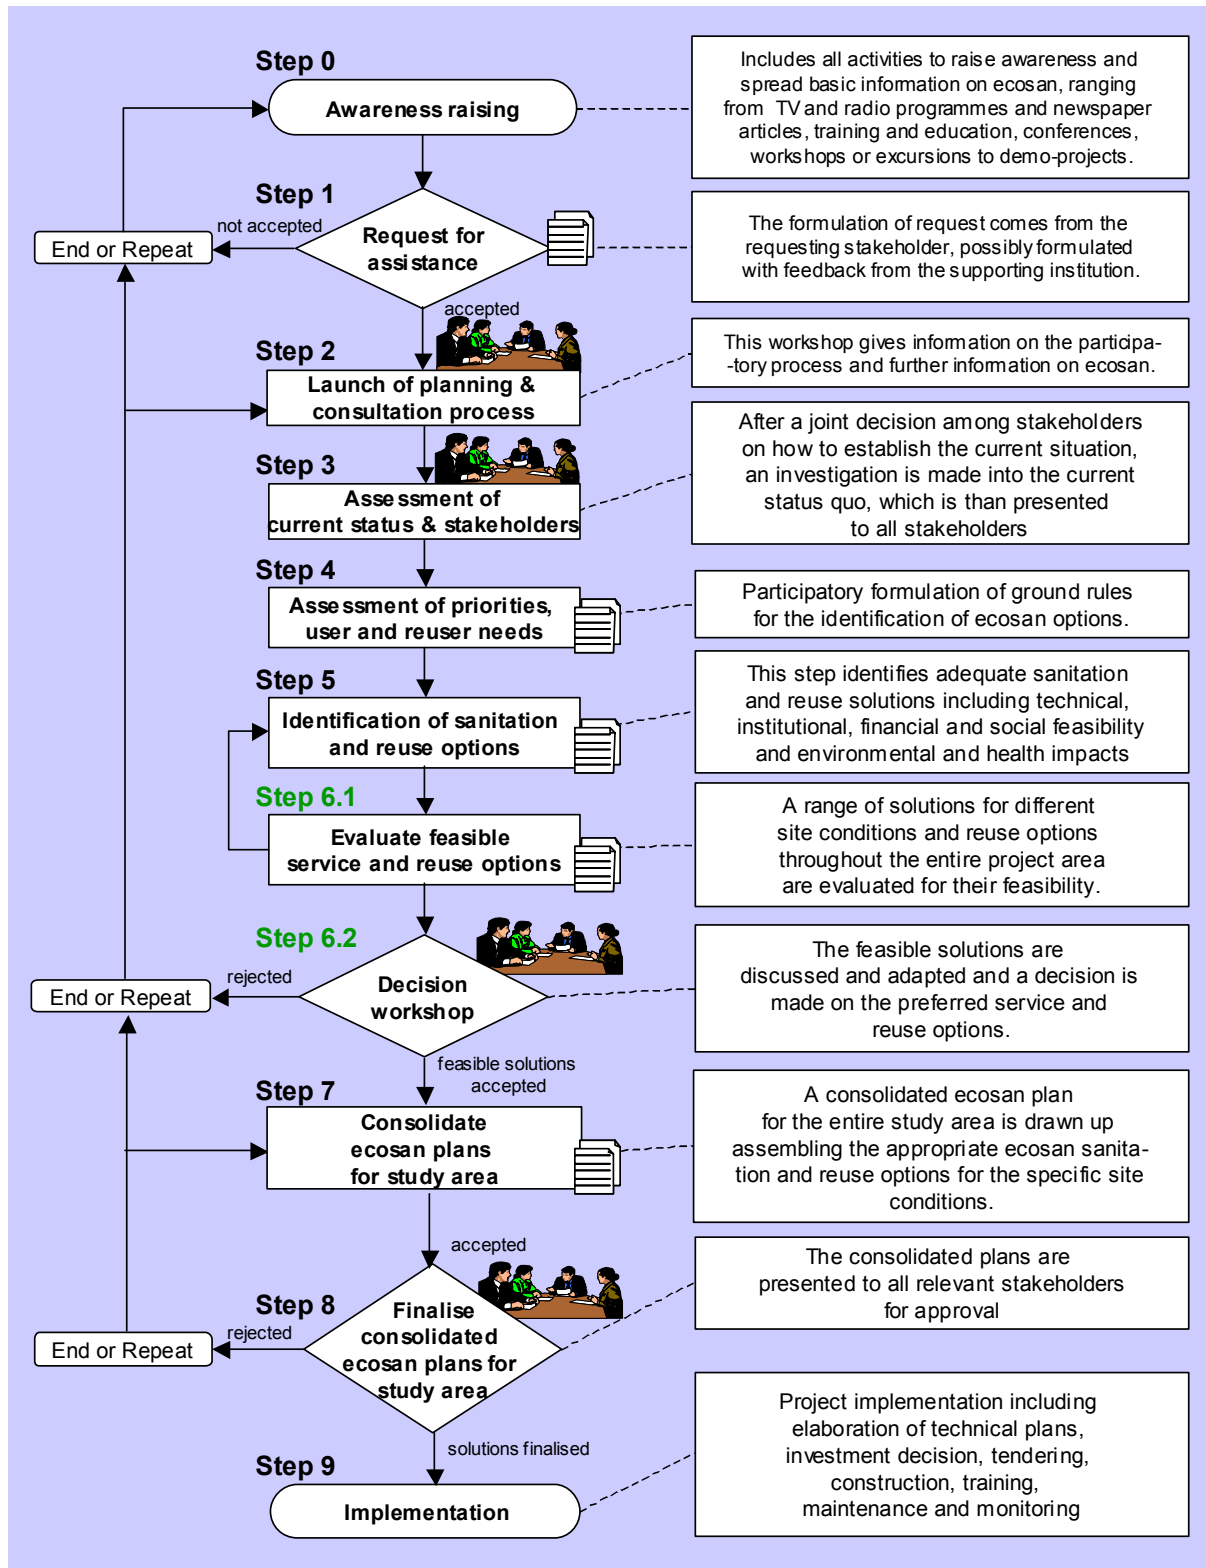 Step 0
Awareness raising
Includes all activities to raise awareness and
spread basic information on ecosan, ranging
from TV and radio programmes and newspaper
articles, training and education, conferences,
workshops or excursions to demo-projects.
Step 1
not accepted
End or Repeat
Request for
assistance
The formulation of request comes from the
requesting stakeholder, possibly formulated
with feedback from the supporting institution.
accepted
Step 2
Launch of planning &
consultation process
This workshop gives information on the participa-
-tory process and further information on ecosan.
Step 3
Assessment of
current status & stakeholders
After a joint decision among stakeholders
on how to establish the current situation,
an investigation is made into the current
status quo, which is than presented
to all stakeholders
Step 4
Assessment of priorities,
user and reuser needs
Participatory formulation of ground rules
for the identification of ecosan options.
Step 5
Identification of sanitation
and reuse options
This step identifies adequate sanitation
and reuse solutions including technical,
institutional, financial and social feasibility
and environmental and health impacts
Step 6.1
Evaluate feasible
service and reuse options
A range of solutions for different
site conditions and reuse options
throughout the entire project area
are evaluated for their feasibility.
Step 6.2
rejected
End or Repeat
Decision
workshop
The feasible solutions are
discussed and adapted and a decision is
made on the preferred service and
reuse options.
feasible solutions
accepted
Step 7
Consolidate
ecosan plans
for study area
A consolidated ecosan plan
for the entire study area is drawn up
assembling the appropriate ecosan sanita-
tion and reuse options for the specific site
conditions.
accepted
Step 8
rejected
End or Repeat
Finalise
consolidated
ecosan plans for
study area
The consolidated plans are
presented to all relevant stakeholders
for approval
solutions finalised
Step 9
Implementation
Project implementation including
elaboration of technical plans,
investment decision, tendering,
construction, training,
maintenance and monitoring